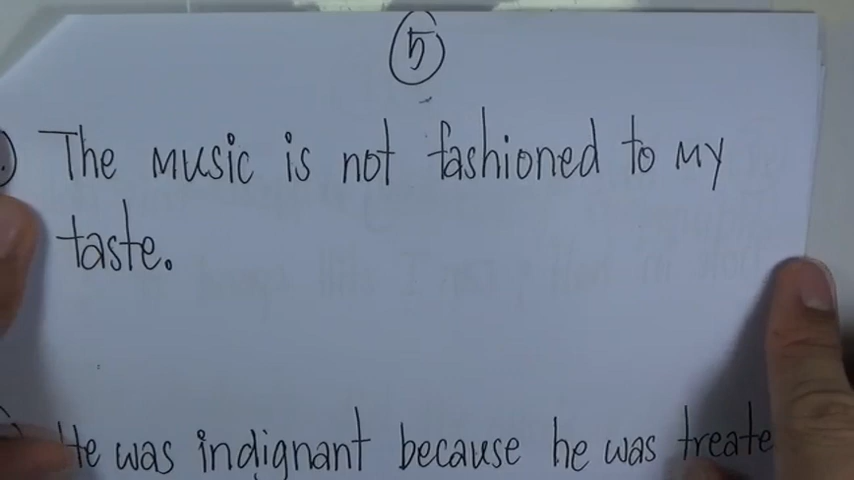 5
The music is not fashioned to my
taste.
He was indignant because he was treate